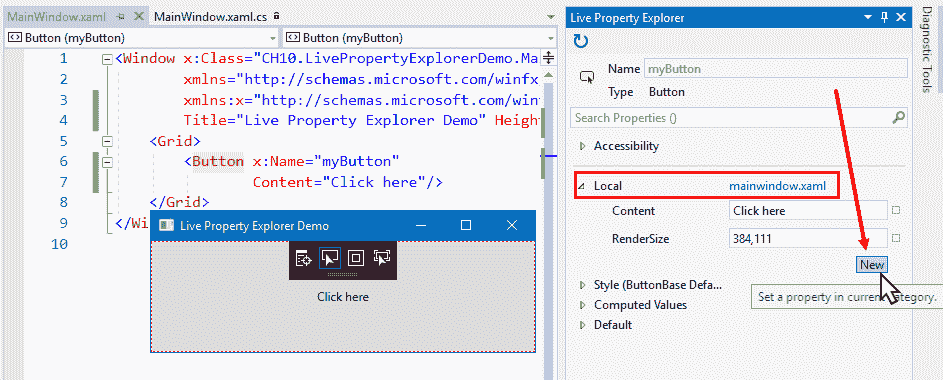 MainWindow.xaml
MainWindow.xaml.cs
Button (myButton)
Button (myButton)
1 <Window x:Class="CH10.LivePropertyExplorerDemo.Ma
2 xmlns="http://schemas.microsoft.com/winfx
3 xmlns:x="http://schemas.microsoft.com/winf
4 Title="Live Property Explorer Demo" Heigh
5 <Grid>
6 <Button x:Name="myButton"
7 Content="Click here"/>
8 </Grid>
9 </Wi
10
Live Property Explorer Demo
Click here
Live Property Explorer
Name myButton
Type Button
Search Properties ()
Accessibility
Local mainwindow.xaml
Content Click here
RenderSize 384,111
New
Set a property in current category.
Style (ButtonBase Defa...
Computed Values
Default
Diagnostic Tools